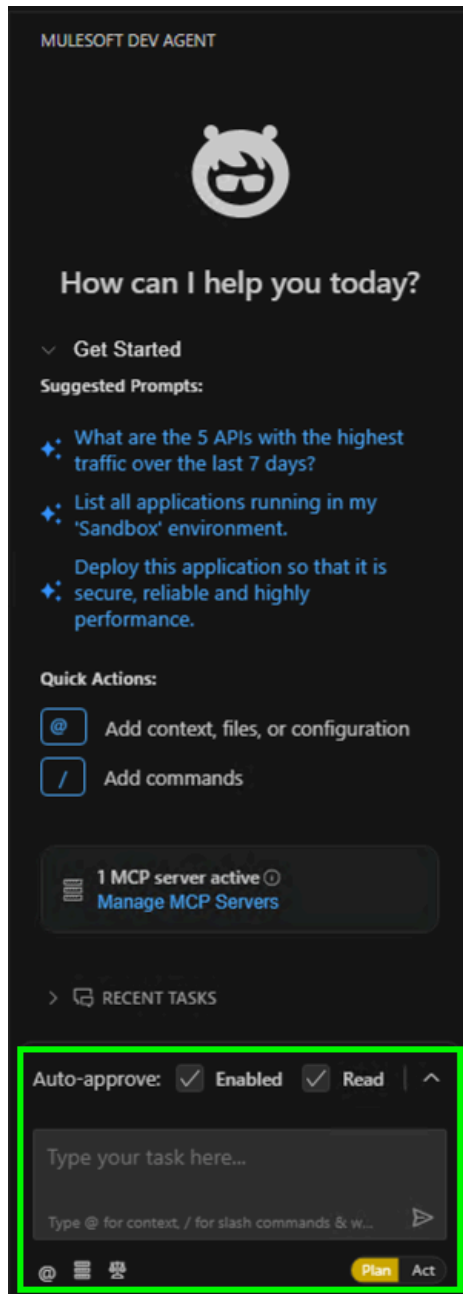 MULESOFT DEV AGENT
How can I help you today?
Get Started
Suggested Prompts:
What are the 5 APIs with the highest
traffic over the last 7 days?
List all applications running in my
'Sandbox' environment.
Deploy this application so that it is
secure, reliable and highly
performance.
Quick Actions:
@ Add context, files, or configuration
/ Add commands
1 MCP server active
Manage MCP Servers
RECENT TASKS
Auto-approve: Enabled Read
Type your task here...
Type @ for context, / for slash commands & w...
@ Plan Act